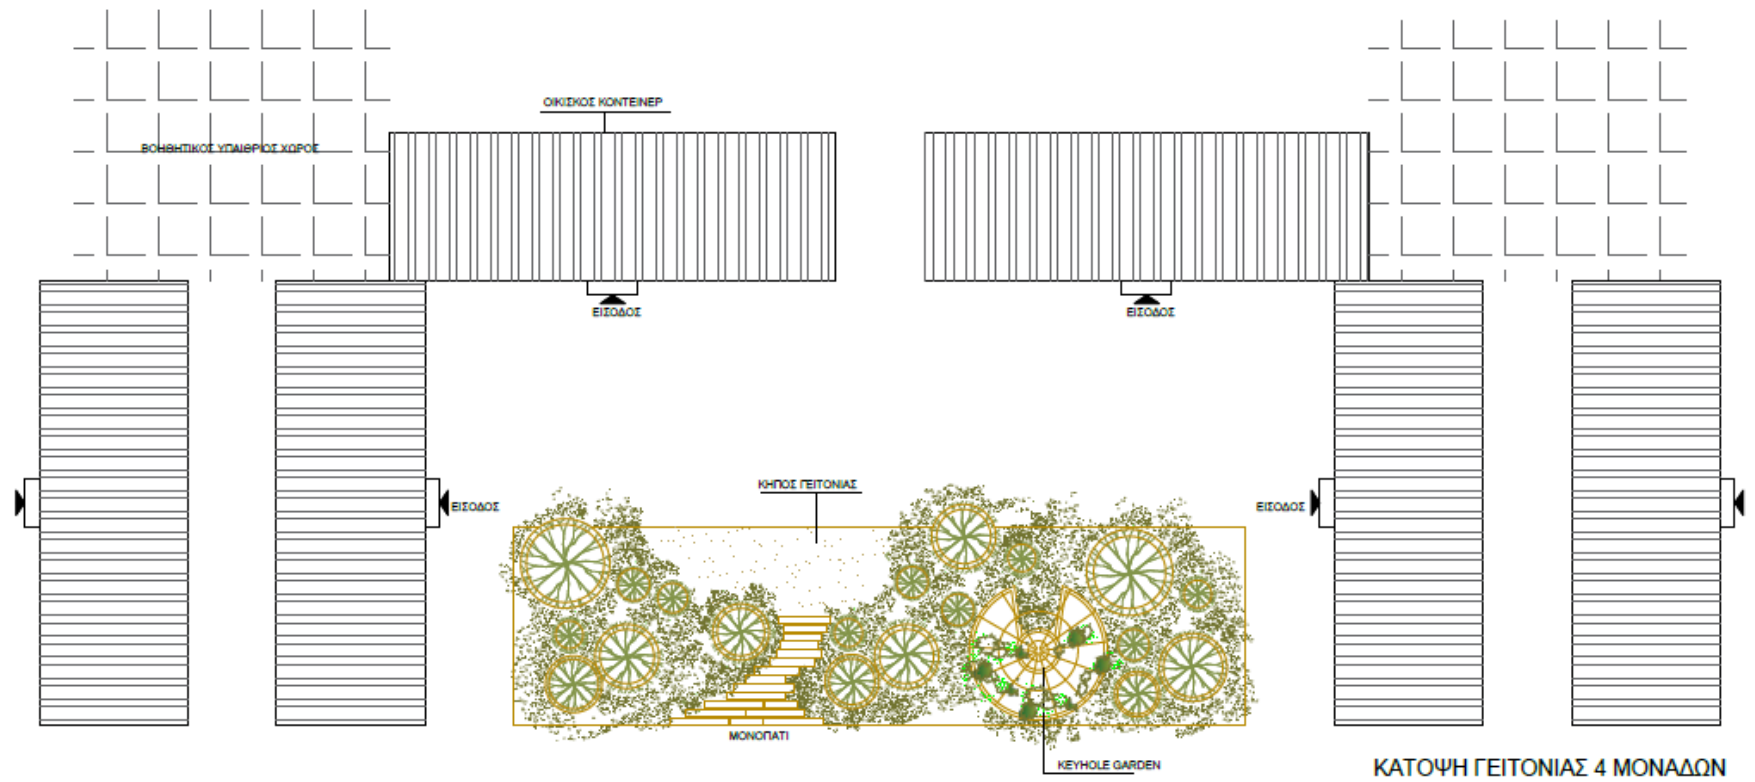 ΟΙΚΙΣΚΟΣ ΚΟΝΤΕΙΝΕΡ
ΒΟΗΘΗΤΙΚΟΣ ΥΠΑΙΘΡΙΟΣ ΧΩΡΟΣ
ΕΙΣΟΔΟΣ
ΕΙΣΟΔΟΣ
ΚΗΠΟΣ ΓΕΙΤΟΝΙΑΣ
ΕΙΣΟΔΟΣ
ΕΙΣΟΔΟΣ
ΜΟΝΟΠΑΤΙ
KEYHOLE GARDEN
ΚΑΤΟΨΗ ΓΕΙΤΟΝΙΑΣ 4 ΜΟΝΑΔΩΝ